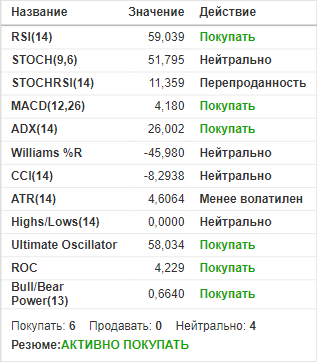 Название Значение Действие
RSI(14) 59,039 Покупать
STOCH(9,6) 51,795 Нейтрально
STOCHRSI(14) 11,359 Перепроданность
MACD(12,26) 4,180 Покупать
ADX(14) 26,002 Покупать
Williams %R -45,980 Нейтрально
CCI(14) -8,2938 Нейтрально
ATR(14) 4,6064 Менее волатилен
Highs/Lows(14) 0,0000 Нейтрально
Ultimate Oscillator 58,034 Покупать
ROC 4,229 Покупать
Bull/Bear
Power(13) 0,6640 Покупать
Покупать: 6 Продавать: 0 Нейтрально: 4
Резюме:АКТИВНО ПОКУПАТЬ